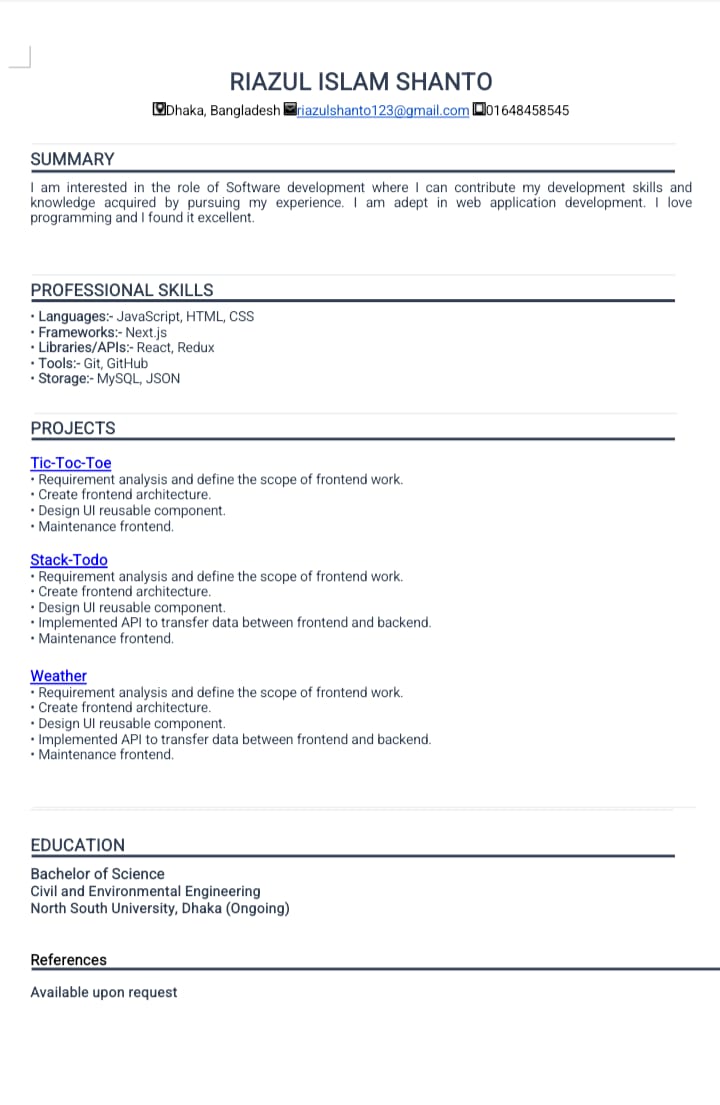 RIAZUL ISLAM SHANTO
Dhaka, Bangladesh riazulshanto123@gmail.com 01648458545
SUMMARY
I am interested in the role of Software development where I can contribute my development skills and
knowledge acquired by pursuing my experience. I am adept in web application development. I love
programming and I found it excellent.
PROFESSIONAL SKILLS
• Languages:- JavaScript, HTML, CSS
• Frameworks:- Next.js
• Libraries/APIs:- React, Redux
• Tools:- Git, GitHub
• Storage:- MySQL, JSON
PROJECTS
Tic-Toc-Toe
• Requirement analysis and define the scope of frontend work.
• Create frontend architecture.
• Design UI reusable component.
• Maintenance frontend.
Stack-Todo
• Requirement analysis and define the scope of frontend work.
• Create frontend architecture.
• Design UI reusable component.
• Implemented API to transfer data between frontend and backend.
• Maintenance frontend.
Weather
• Requirement analysis and define the scope of frontend work.
• Create frontend architecture.
• Design UI reusable component.
• Implemented API to transfer data between frontend and backend.
• Maintenance frontend.
EDUCATION
Bachelor of Science
Civil and Environmental Engineering
North South University, Dhaka (Ongoing)
References
Available upon request